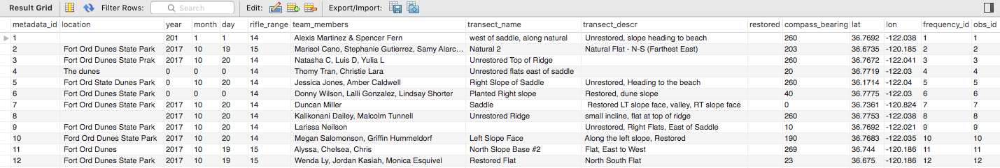 Result Grid Filter Rows: Search Edit: Export/Import:
metadata_id location year month day rifle_range team_members transect_name transect_descr restored compass_bearing lat lon frequency_id obs_id
1 201 1 1 14 Alexis Martinez & Spencer Fern west of saddle, along natural Unrestored, slope heading to beach 260 36.7692 -122.038 1 1
2 Fort Ord Dunes State Park 2017 10 19 15 Marisol Cano, Stephanie Gutierrez, Samy Alarc... Natural 2 Natural Flat - N-S (Farthest East) 203 36.6735 -120.185 2 2
3 Fort Ord Dunes State Prak 2017 10 20 14 Natasha C, Luis D, Yulia L Unrestored Top of Ridge 260 36.7672 -122.041 3 3
4 The dunes 0 0 0 14 Thomy Tran, Christie Lara Unrestored flats east of saddle 20 36.7719 -122.03 4 4
5 Fort Ord State Dunes Park 0 10 20 14 Jessica Jones, Amber Caldwell Right Slope of Saddle Unrestored, Heading to the beach 260 36.1714 -122.04 5 5
6 Fort Ord Dunes State Park 0 0 0 14 Donny Wilson, Lalli Gonzalez, Lindsay Shorter Planted Right slope Restored, dune slope 40 36.7775 -122.03 6 6
7 Fort Ord Dunes State Park 2017 10 20 14 Duncan Miller Saddle Restored LT slope face, valley, RT slope face 0 36.7361 -120.824 7 7
8 2017 10 20 14 Kalikonani Dailey, Malcolm Tunnell Unrestored Ridge small incline, flat at top of ridge 260 36.7753 -122.038 8 8
9 Fort Ord Dunes State Park 2017 10 20 14 Larissa Neilson Unrestored, Right Flats, East of Saddle 10 36.7692 -122.021 9 9
10 Ford Ord Dunes State Park 2017 10 20 14 Megan Salomonson, Griffin Hummeldorf Left Slope Face Along the left slope, Restored 190 36.7683 -122.035 10 10
11 Fort Ord Dunes 2017 10 19 15 Alyssa, Chelsea, Chris North Slope Base #2 Flat, East to West 269 36.744 -120.186 11 11
12 Fort Ord Dunes State Park 2017 10 19 15 Wenda Ly, Jordan Kasiah, Monica Esquivel Restored Flat North South Flat 23 36.675 -120.186 12 12